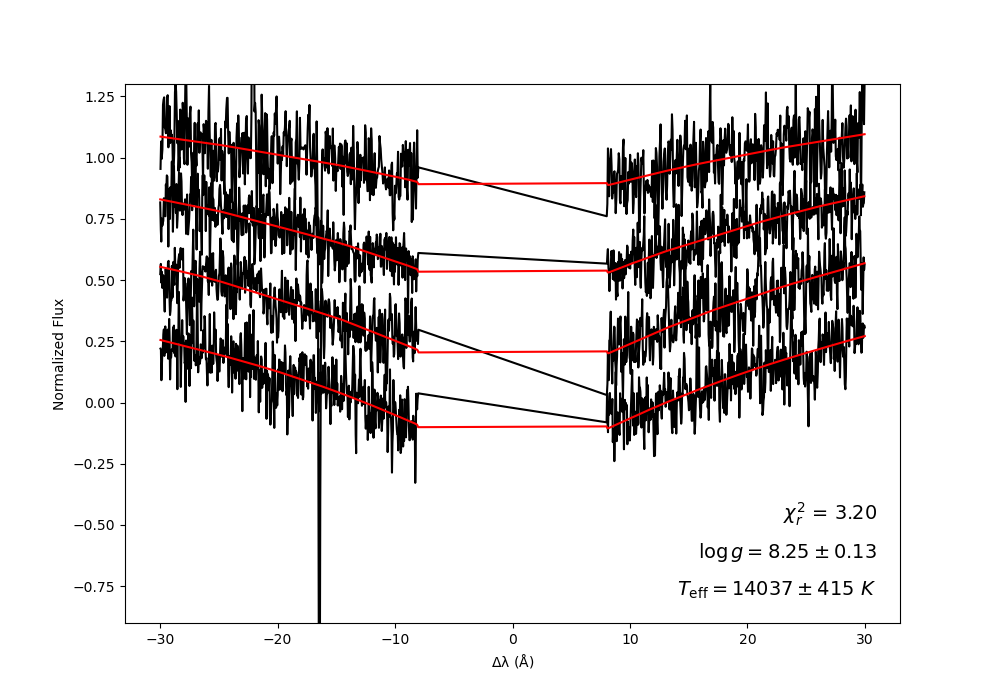 1.25
1.00
0.75
0.50
0.25
0.00
−0.25
−0.50
−0.75
Normalized Flux
χ²ᵣ = 3.20
log g = 8.25 ± 0.13
T_eff = 14037 ± 415 K
−30 −20 −10 0 10 20 30
Δλ (Å)